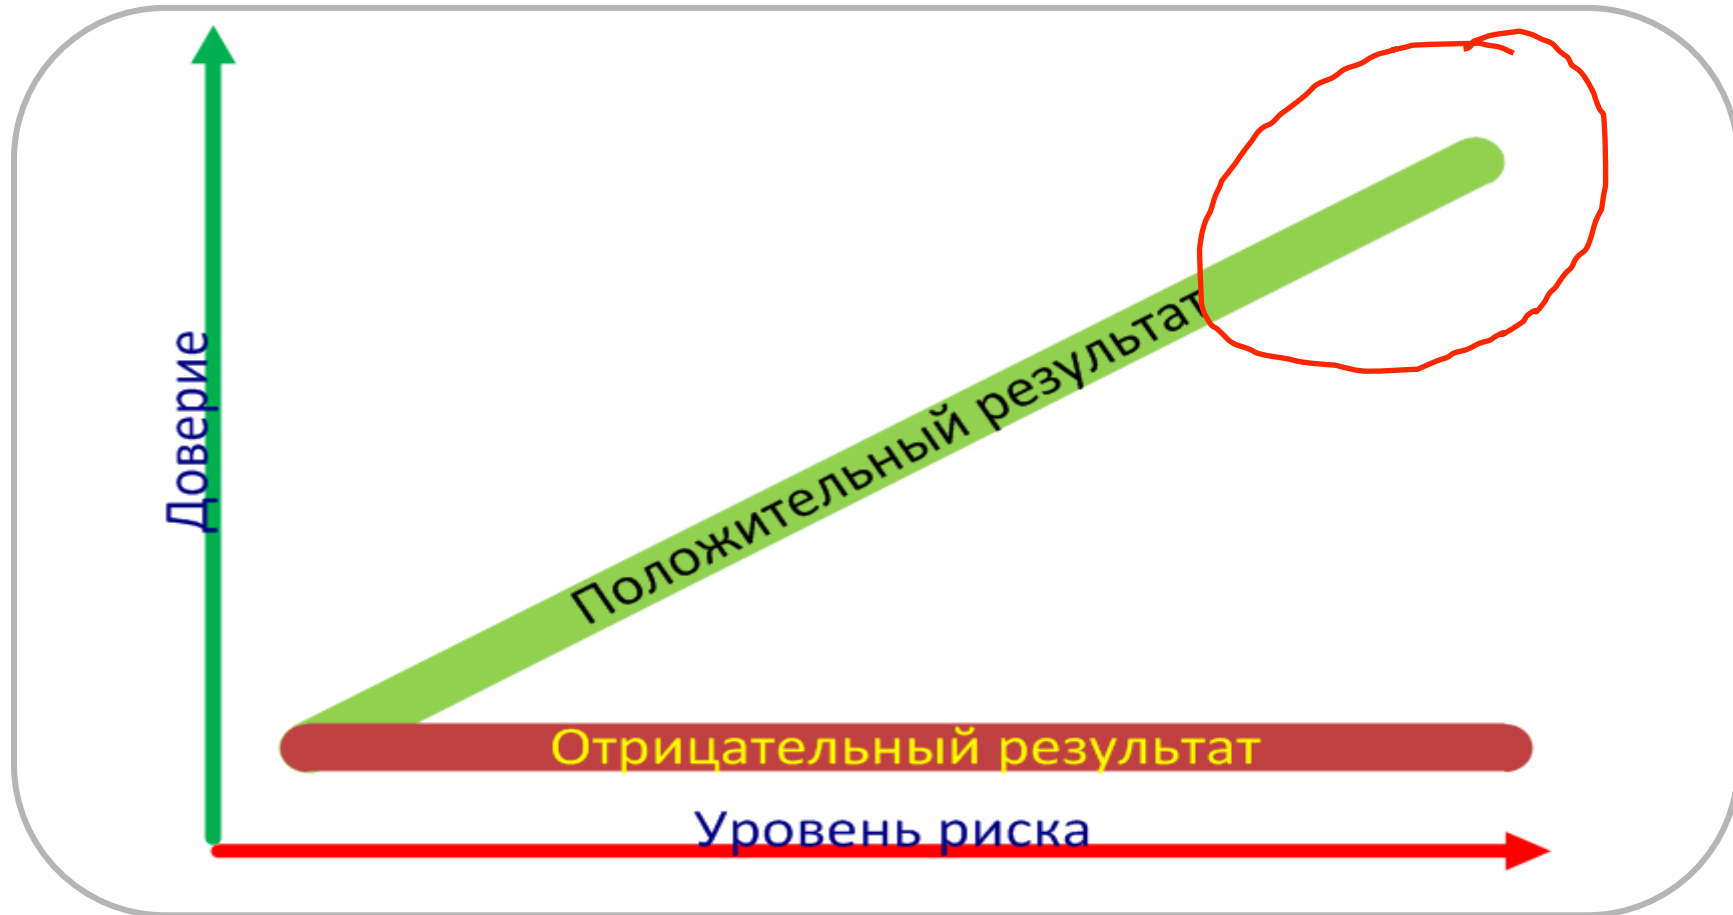 Доверие
Положительный результат
Отрицательный результат
Уровень риска